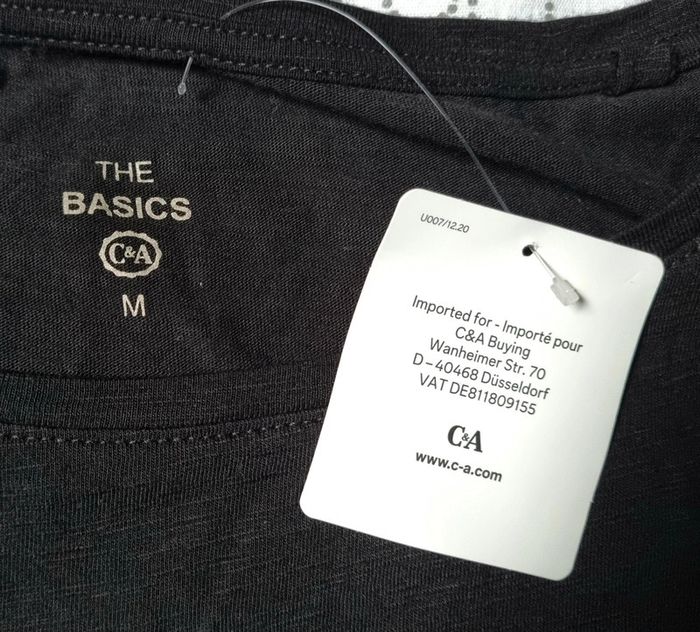 THE
BASICS
C&A
M
U007/12.20
Imported for - Importé pour
C&A Buying
Wanheimer Str. 70
D – 40468 Düsseldorf
VAT DE811809155
C&A
www.c-a.com